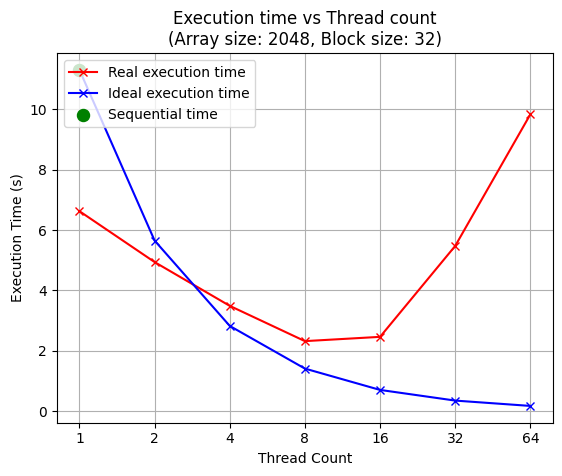 Execution time vs Thread count
(Array size: 2048, Block size: 32)
Real execution time
Ideal execution time
Sequential time
Execution Time (s)
10
8
6
4
2
0
1 2 4 8 16 32 64
Thread Count